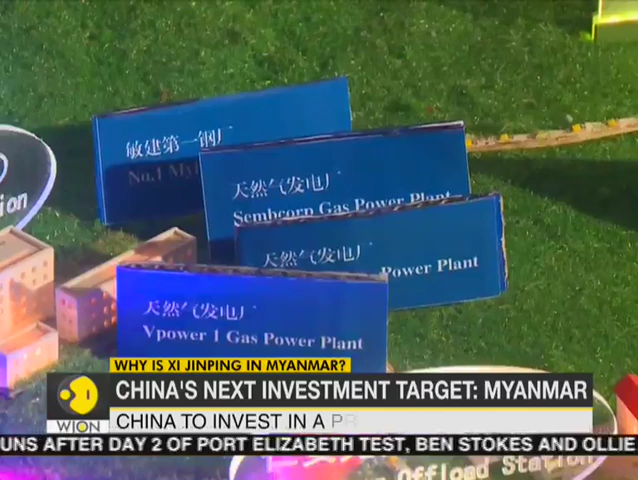 敏建第一钢厂
No.1
天然气发电厂
Sembcorp Gas Power Plant
天然气发电厂
Power Plant
天然气发电厂
Vpower 1 Gas Power Plant
ion
WHY IS XI JINPING IN MYANMAR?
CHINA'S NEXT INVESTMENT TARGET: MYANMAR
CHINA TO INVEST IN A PR
WION
UNS AFTER DAY 2 OF PORT ELIZABETH TEST, BEN STOKES AND OLLIE
Offload Station